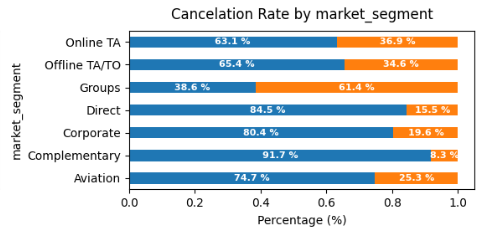 Cancelation Rate by market_segment
market_segment
Online TA 63.1 % 36.9 %
Offline TA/TO 65.4 % 34.6 %
Groups 38.6 % 61.4 %
Direct 84.5 % 15.5 %
Corporate 80.4 % 19.6 %
Complementary 91.7 % 8.3 %
Aviation 74.7 % 25.3 %
0.0 0.2 0.4 0.6 0.8 1.0
Percentage (%)